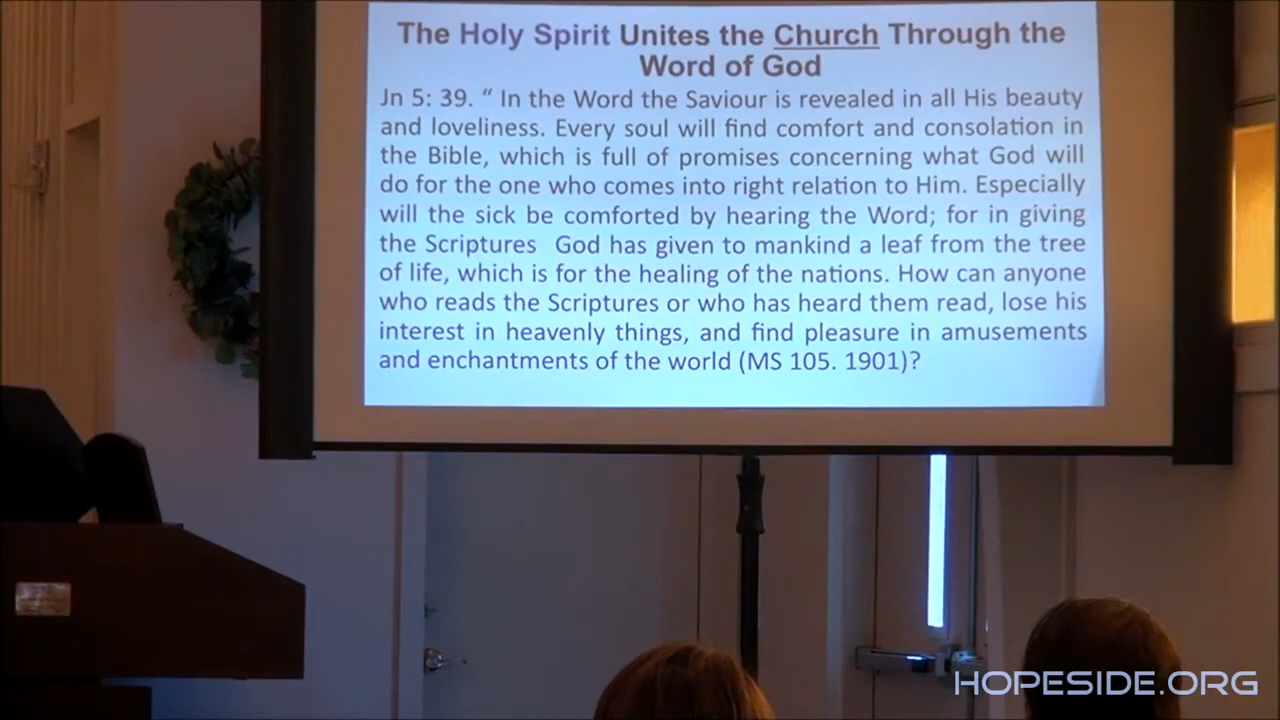 The Holy Spirit Unites the Church Through the
Word of God
Jn 5: 39. “ In the Word the Saviour is revealed in all His beauty
and loveliness. Every soul will find comfort and consolation in
the Bible, which is full of promises concerning what God will
do for the one who comes into right relation to Him. Especially
will the sick be comforted by hearing the Word; for in giving
the Scriptures  God has given to mankind a leaf from the tree
of life, which is for the healing of the nations. How can anyone
who reads the Scriptures or who has heard them read, lose his
interest in heavenly things, and find pleasure in amusements
and enchantments of the world (MS 105. 1901)?
HOPESIDE.ORG